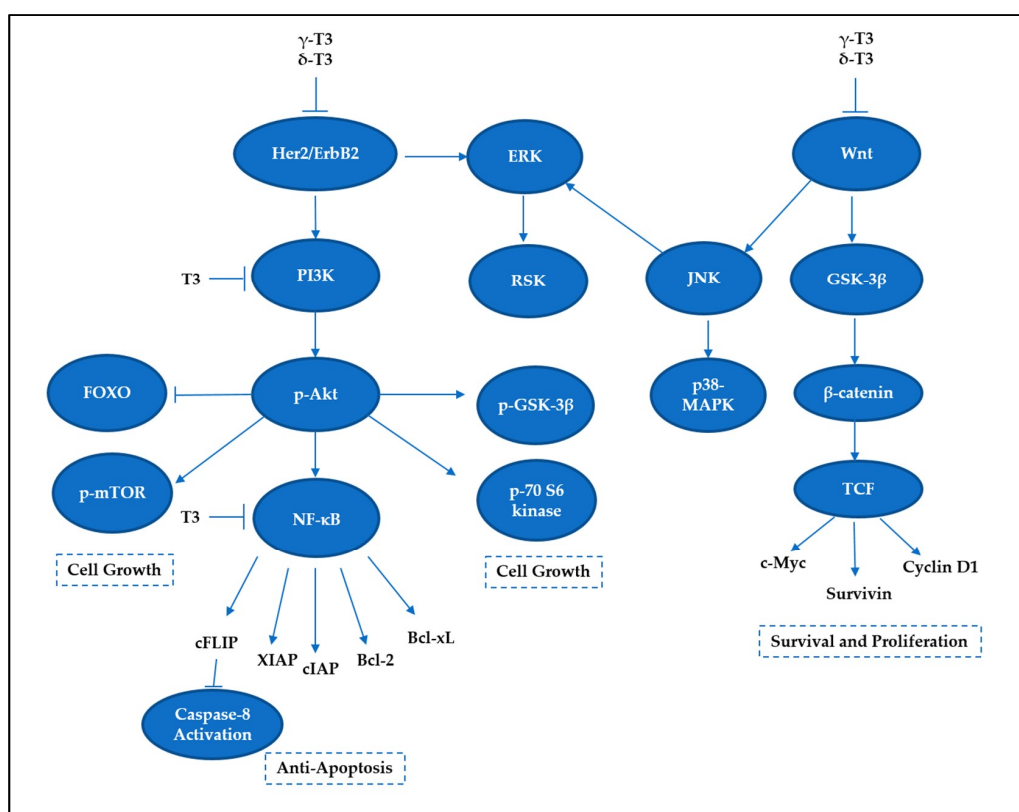 γ-T3
δ-T3
γ-T3
δ-T3
Her2/ErbB2
ERK
Wnt
T3
PI3K
RSK
JNK
GSK-3β
FOXO
p-Akt
p-GSK-3β
p38-
MAPK
β-catenin
p-mTOR
T3
NF-κB
p-70 S6
kinase
TCF
Cell Growth
Cell Growth
c-Myc
Survivin
Cyclin D1
cFLIP
XIAP
cIAP
Bcl-2
Bcl-xL
Survival and Proliferation
Caspase-8
Activation
Anti-Apoptosis